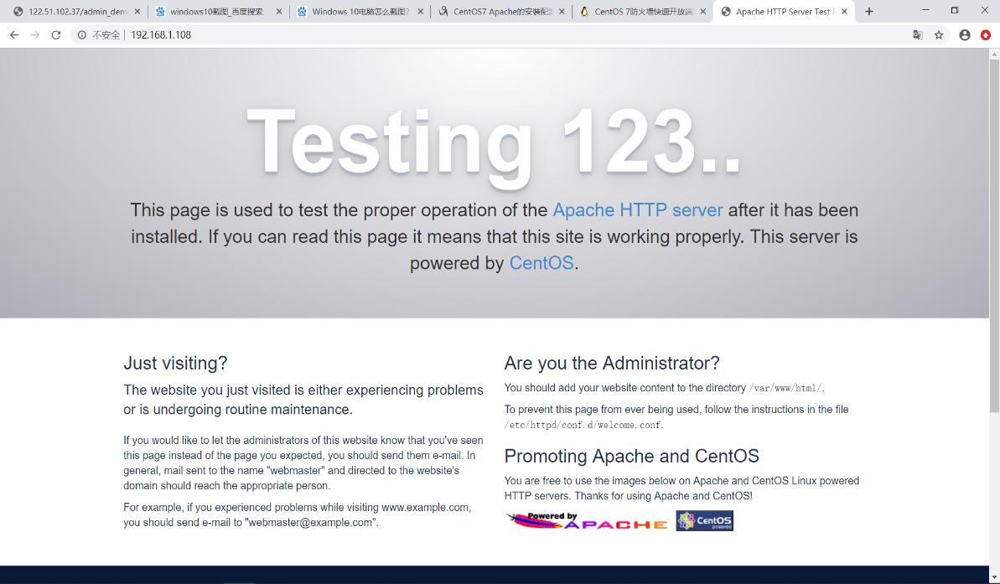 122.51.102.37/admin_dem
windows10截图_百度搜索
Windows 10电脑怎么截图?
CentOS7 Apache的安装配
CentOS 7防火墙快速开放端
Apache HTTP Server Test
不安全 | 192.168.1.108
Testing 123..
This page is used to test the proper operation of the Apache HTTP server after it has been
installed. If you can read this page it means that this site is working properly. This server is
powered by CentOS.
Just visiting?
The website you just visited is either experiencing problems
or is undergoing routine maintenance.
If you would like to let the administrators of this website know that you've seen
this page instead of the page you expected, you should send them e-mail. In
general, mail sent to the name "webmaster" and directed to the website's
domain should reach the appropriate person.
For example, if you experienced problems while visiting www.example.com,
you should send e-mail to "webmaster@example.com".
Are you the Administrator?
You should add your website content to the directory /var/www/html/.
To prevent this page from ever being used, follow the instructions in the file
/etc/httpd/conf.d/welcome.conf.
Promoting Apache and CentOS
You are free to use the images below on Apache and CentOS Linux powered
HTTP servers. Thanks for using Apache and CentOS!
Powered by
APACHE
CentOS
powered